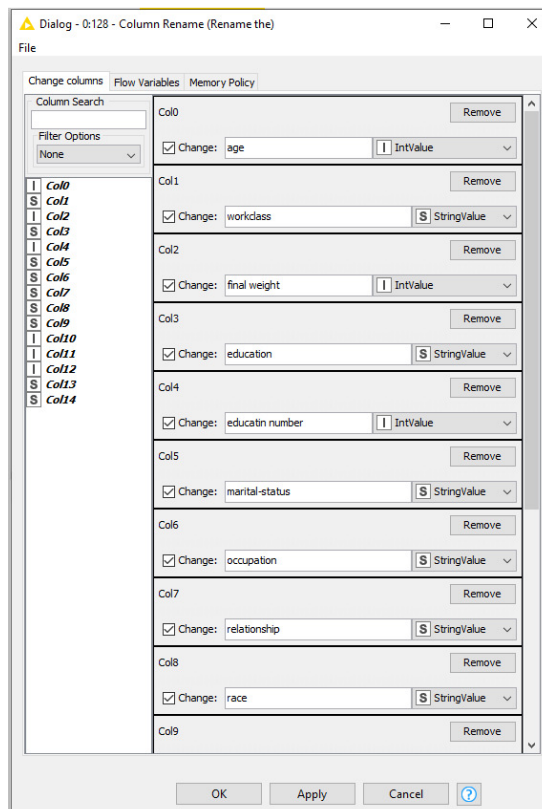 Dialog - 0:128 - Column Rename (Rename the)
File
Change columns Flow Variables Memory Policy
Column Search
Filter Options
None
I Col0
S Col1
I Col2
S Col3
I Col4
S Col5
S Col6
S Col7
S Col8
S Col9
I Col10
I Col11
I Col12
S Col13
S Col14
Col0 Remove
Change: age I IntValue
Col1 Remove
Change: workclass S StringValue
Col2 Remove
Change: final weight I IntValue
Col3 Remove
Change: education S StringValue
Col4 Remove
Change: educatin number I IntValue
Col5 Remove
Change: marital-status S StringValue
Col6 Remove
Change: occupation S StringValue
Col7 Remove
Change: relationship S StringValue
Col8 Remove
Change: race S StringValue
Col9 Remove
OK Apply Cancel ?